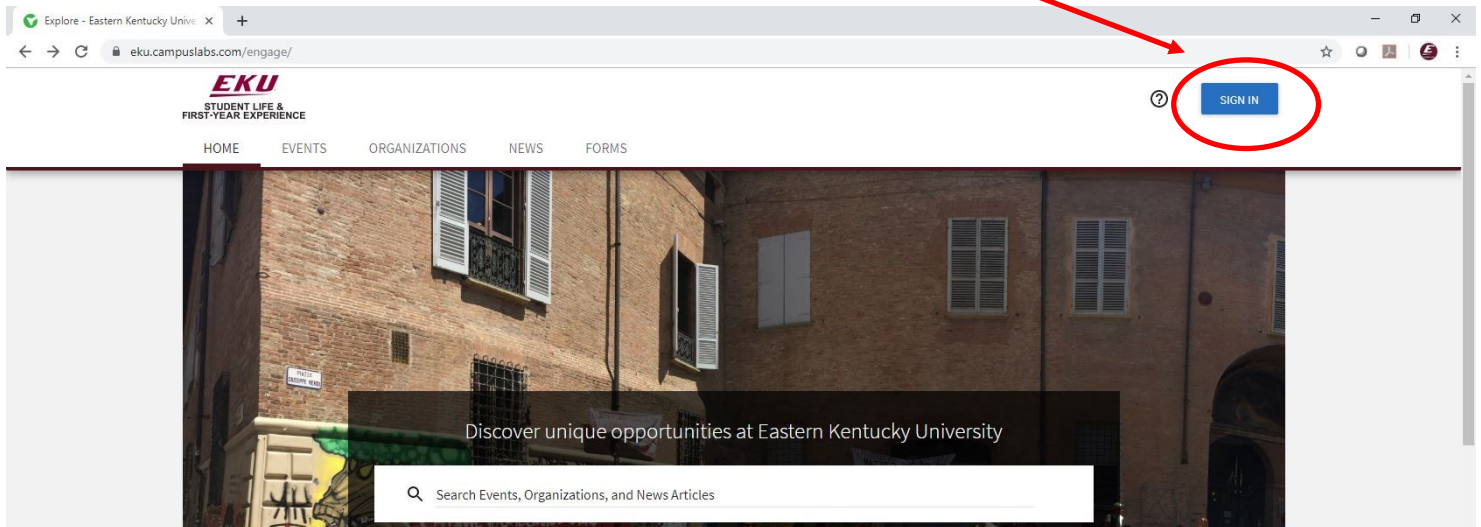 Explore - Eastern Kentucky Unive
eku.campuslabs.com/engage/
EKU
STUDENT LIFE &
FIRST-YEAR EXPERIENCE
SIGN IN
HOME EVENTS ORGANIZATIONS NEWS FORMS
Discover unique opportunities at Eastern Kentucky University
Search Events, Organizations, and News Articles